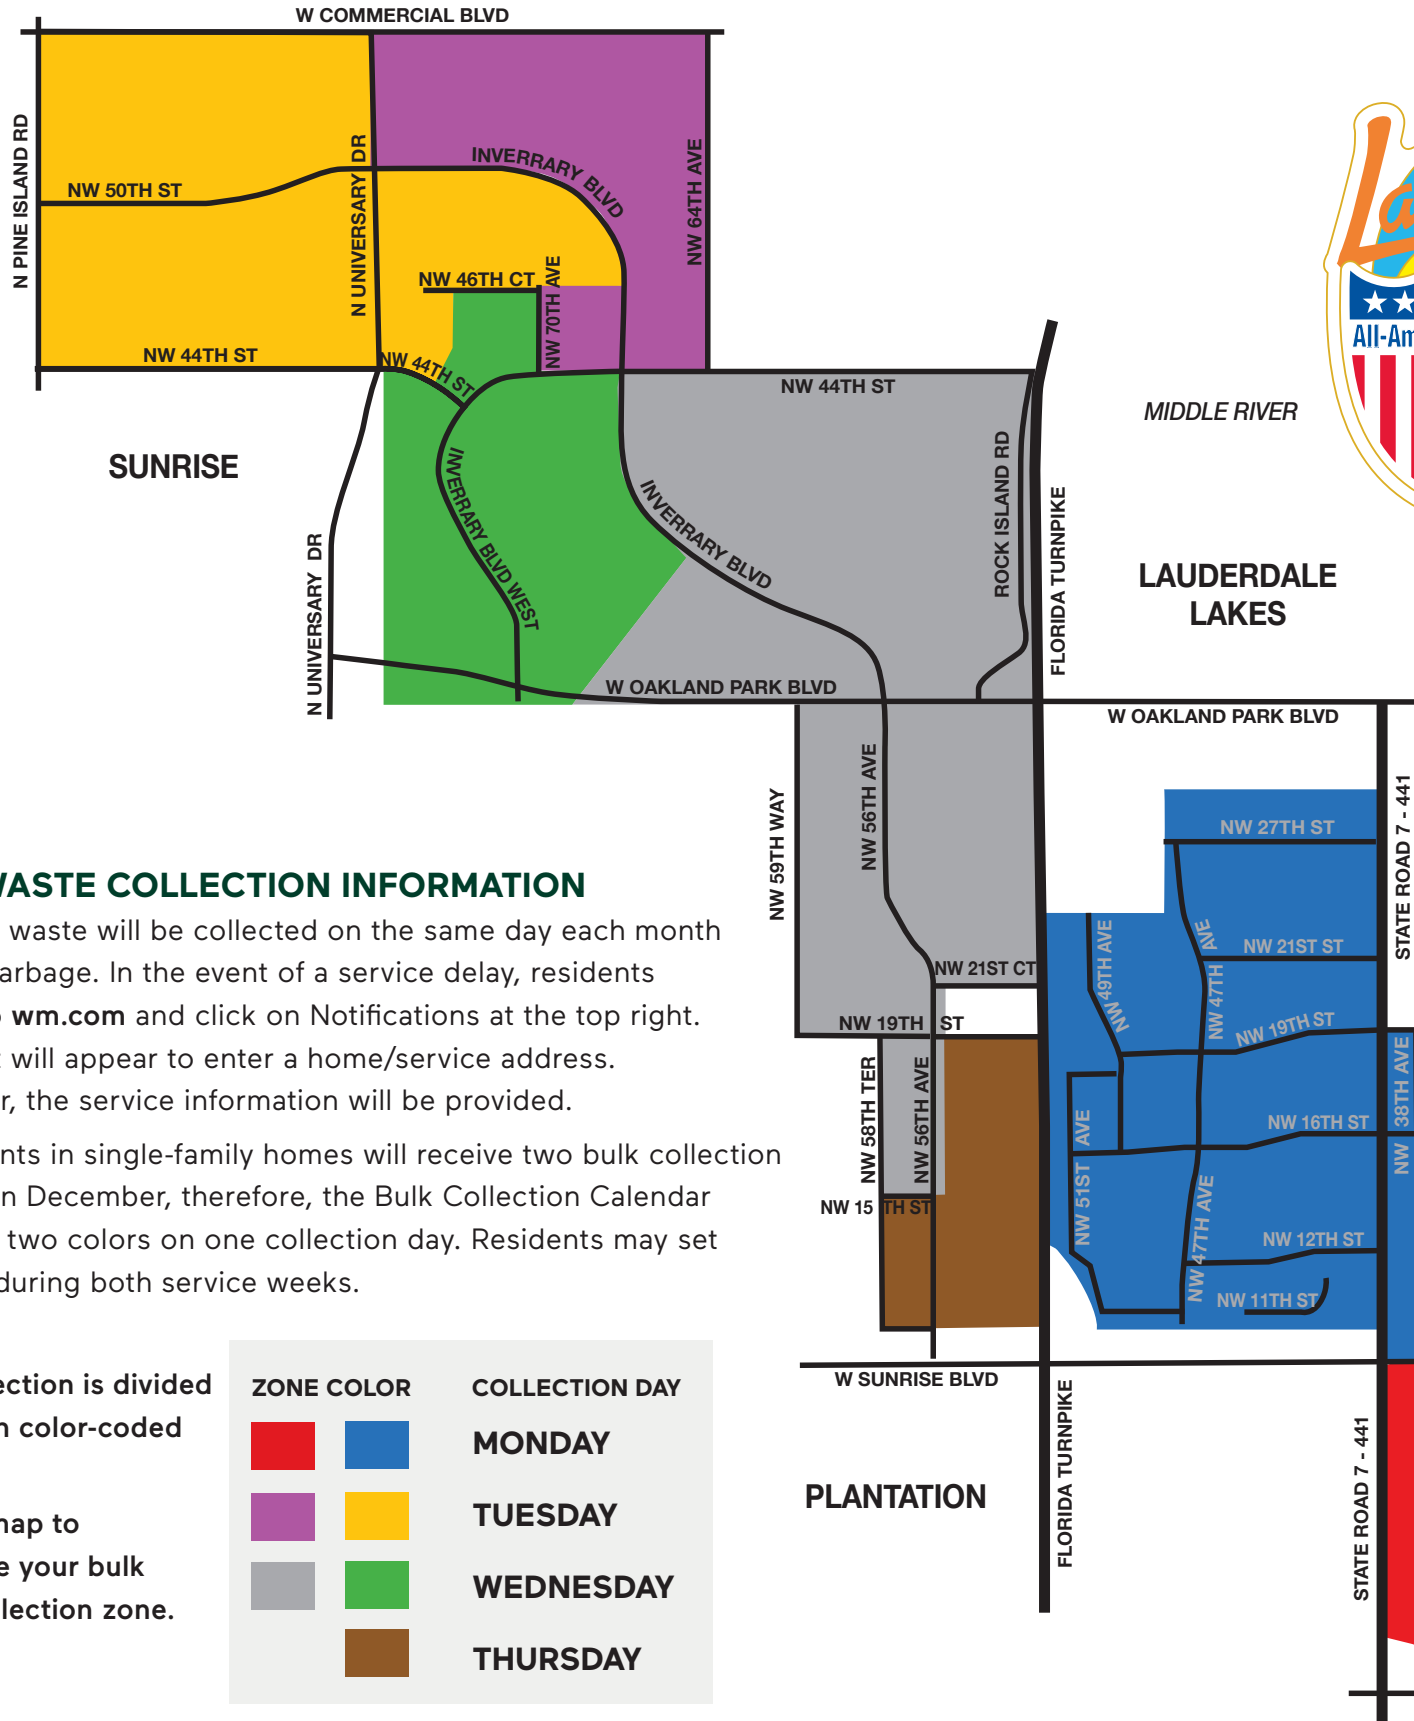 W COMMERCIAL BLVD
N PINE ISLAND RD
NW 50TH ST
N UNIVERSARY DR
INVERRARY BLVD
NW 64TH AVE
NW 46TH CT
NW 70TH AVE
NW 44TH ST
NW 44TH ST
NW 44TH ST
All-Am
MIDDLE RIVER
SUNRISE
INVERRARY BLVD WEST
INVERRARY BLVD
ROCK ISLAND RD
FLORIDA TURNPIKE
N UNIVERSARY DR
LAUDERDALE
LAKES
W OAKLAND PARK BLVD
W OAKLAND PARK BLVD
NW 59TH WAY
NW 56TH AVE
STATE ROAD 7 - 441
NW 27TH ST
NW 49TH AVE
NW 47TH AVE
NW 21ST ST
NW 21ST CT
NW 19TH ST
NW 19TH ST
NW 58TH TER
NW 56TH AVE
NW 38TH AVE
NW 16TH ST
NW 51ST AVE
NW 15TH ST
NW 47TH AVE
NW 12TH ST
NW 11TH ST
W SUNRISE BLVD
FLORIDA TURNPIKE
STATE ROAD 7 - 441
PLANTATION
WASTE COLLECTION INFORMATION
waste will be collected on the same day each month
arbage. In the event of a service delay, residents
wm.com and click on Notifications at the top right.
will appear to enter a home/service address.
r, the service information will be provided.
nts in single-family homes will receive two bulk collection
n December, therefore, the Bulk Collection Calendar
two colors on one collection day. Residents may set
during both service weeks.
ection is divided
n color-coded
map to
e your bulk
lection zone.
ZONE COLOR COLLECTION DAY
MONDAY
TUESDAY
WEDNESDAY
THURSDAY